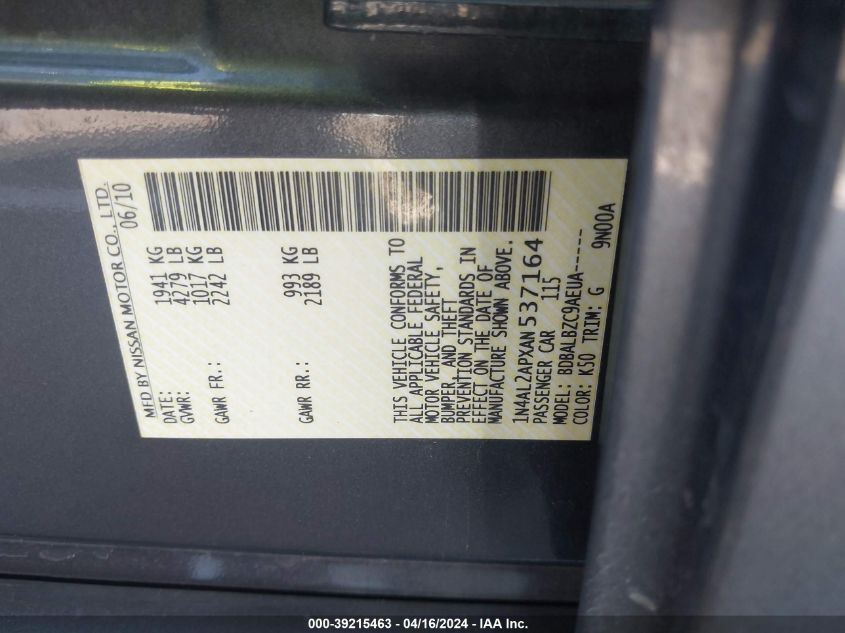 MFD BY NISSAN MOTOR CO., LTD.
DATE: 06/10
GVWR: 1941 KG
4279 LB
GAWR FR.: 1017 KG
2242 LB
GAWR RR.: 993 KG
2189 LB
THIS VEHICLE CONFORMS TO
ALL APPLICABLE FEDERAL
MOTOR VEHICLE SAFETY,
BUMPER, AND THEFT
PREVENTION STANDARDS IN
EFFECT ON THE DATE OF
MANUFACTURE SHOWN ABOVE.
1N4AL2APXAN537164
PASSENGER CAR 115
MODEL: BDBALBZC9AEUA-----
COLOR: K50 TRIM: G 9N00A
000-39215463 - 04/16/2024 - IAA Inc.